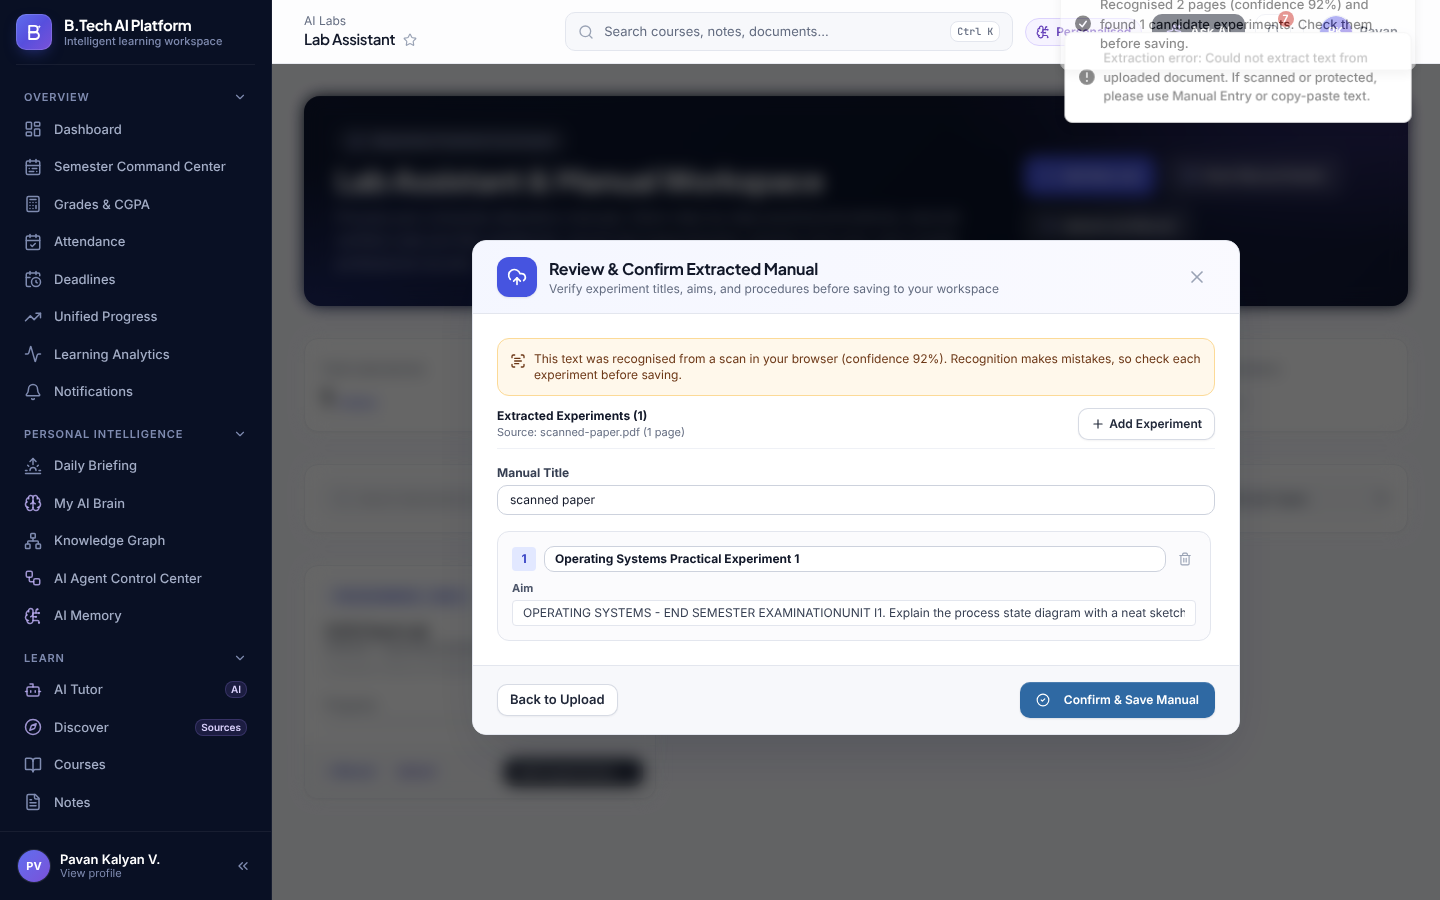 B.Tech AI Platform
Intelligent learning workspace
OVERVIEW
Dashboard
Semester Command Center
Grades & CGPA
Attendance
Deadlines
Unified Progress
Learning Analytics
Notifications
PERSONAL INTELLIGENCE
Daily Briefing
My AI Brain
Knowledge Graph
AI Agent Control Center
AI Memory
LEARN
AI Tutor
AI
Discover
Sources
Courses
Notes
PV
Pavan Kalyan V.
View profile
AI Labs
Lab Assistant
Search courses, notes, documents...
Ctrl K
7
Recognised 2 pages (confidence 92%) and
found 1 candidate experiments. Check them
before saving.
Extraction error: Could not extract text from
uploaded document. If scanned or protected,
please use Manual Entry or copy-paste text.
Lab Assistant & Manual Workspace
Review & Confirm Extracted Manual
Verify experiment titles, aims, and procedures before saving to your workspace
This text was recognised from a scan in your browser (confidence 92%). Recognition makes mistakes, so check each
experiment before saving.
Extracted Experiments (1)
Source: scanned-paper.pdf (1 page)
Add Experiment
Manual Title
scanned paper
1
Operating Systems Practical Experiment 1
Aim
OPERATING SYSTEMS - END SEMESTER EXAMINATIONUNIT I1. Explain the process state diagram with a neat sketch
Back to Upload
Confirm & Save Manual